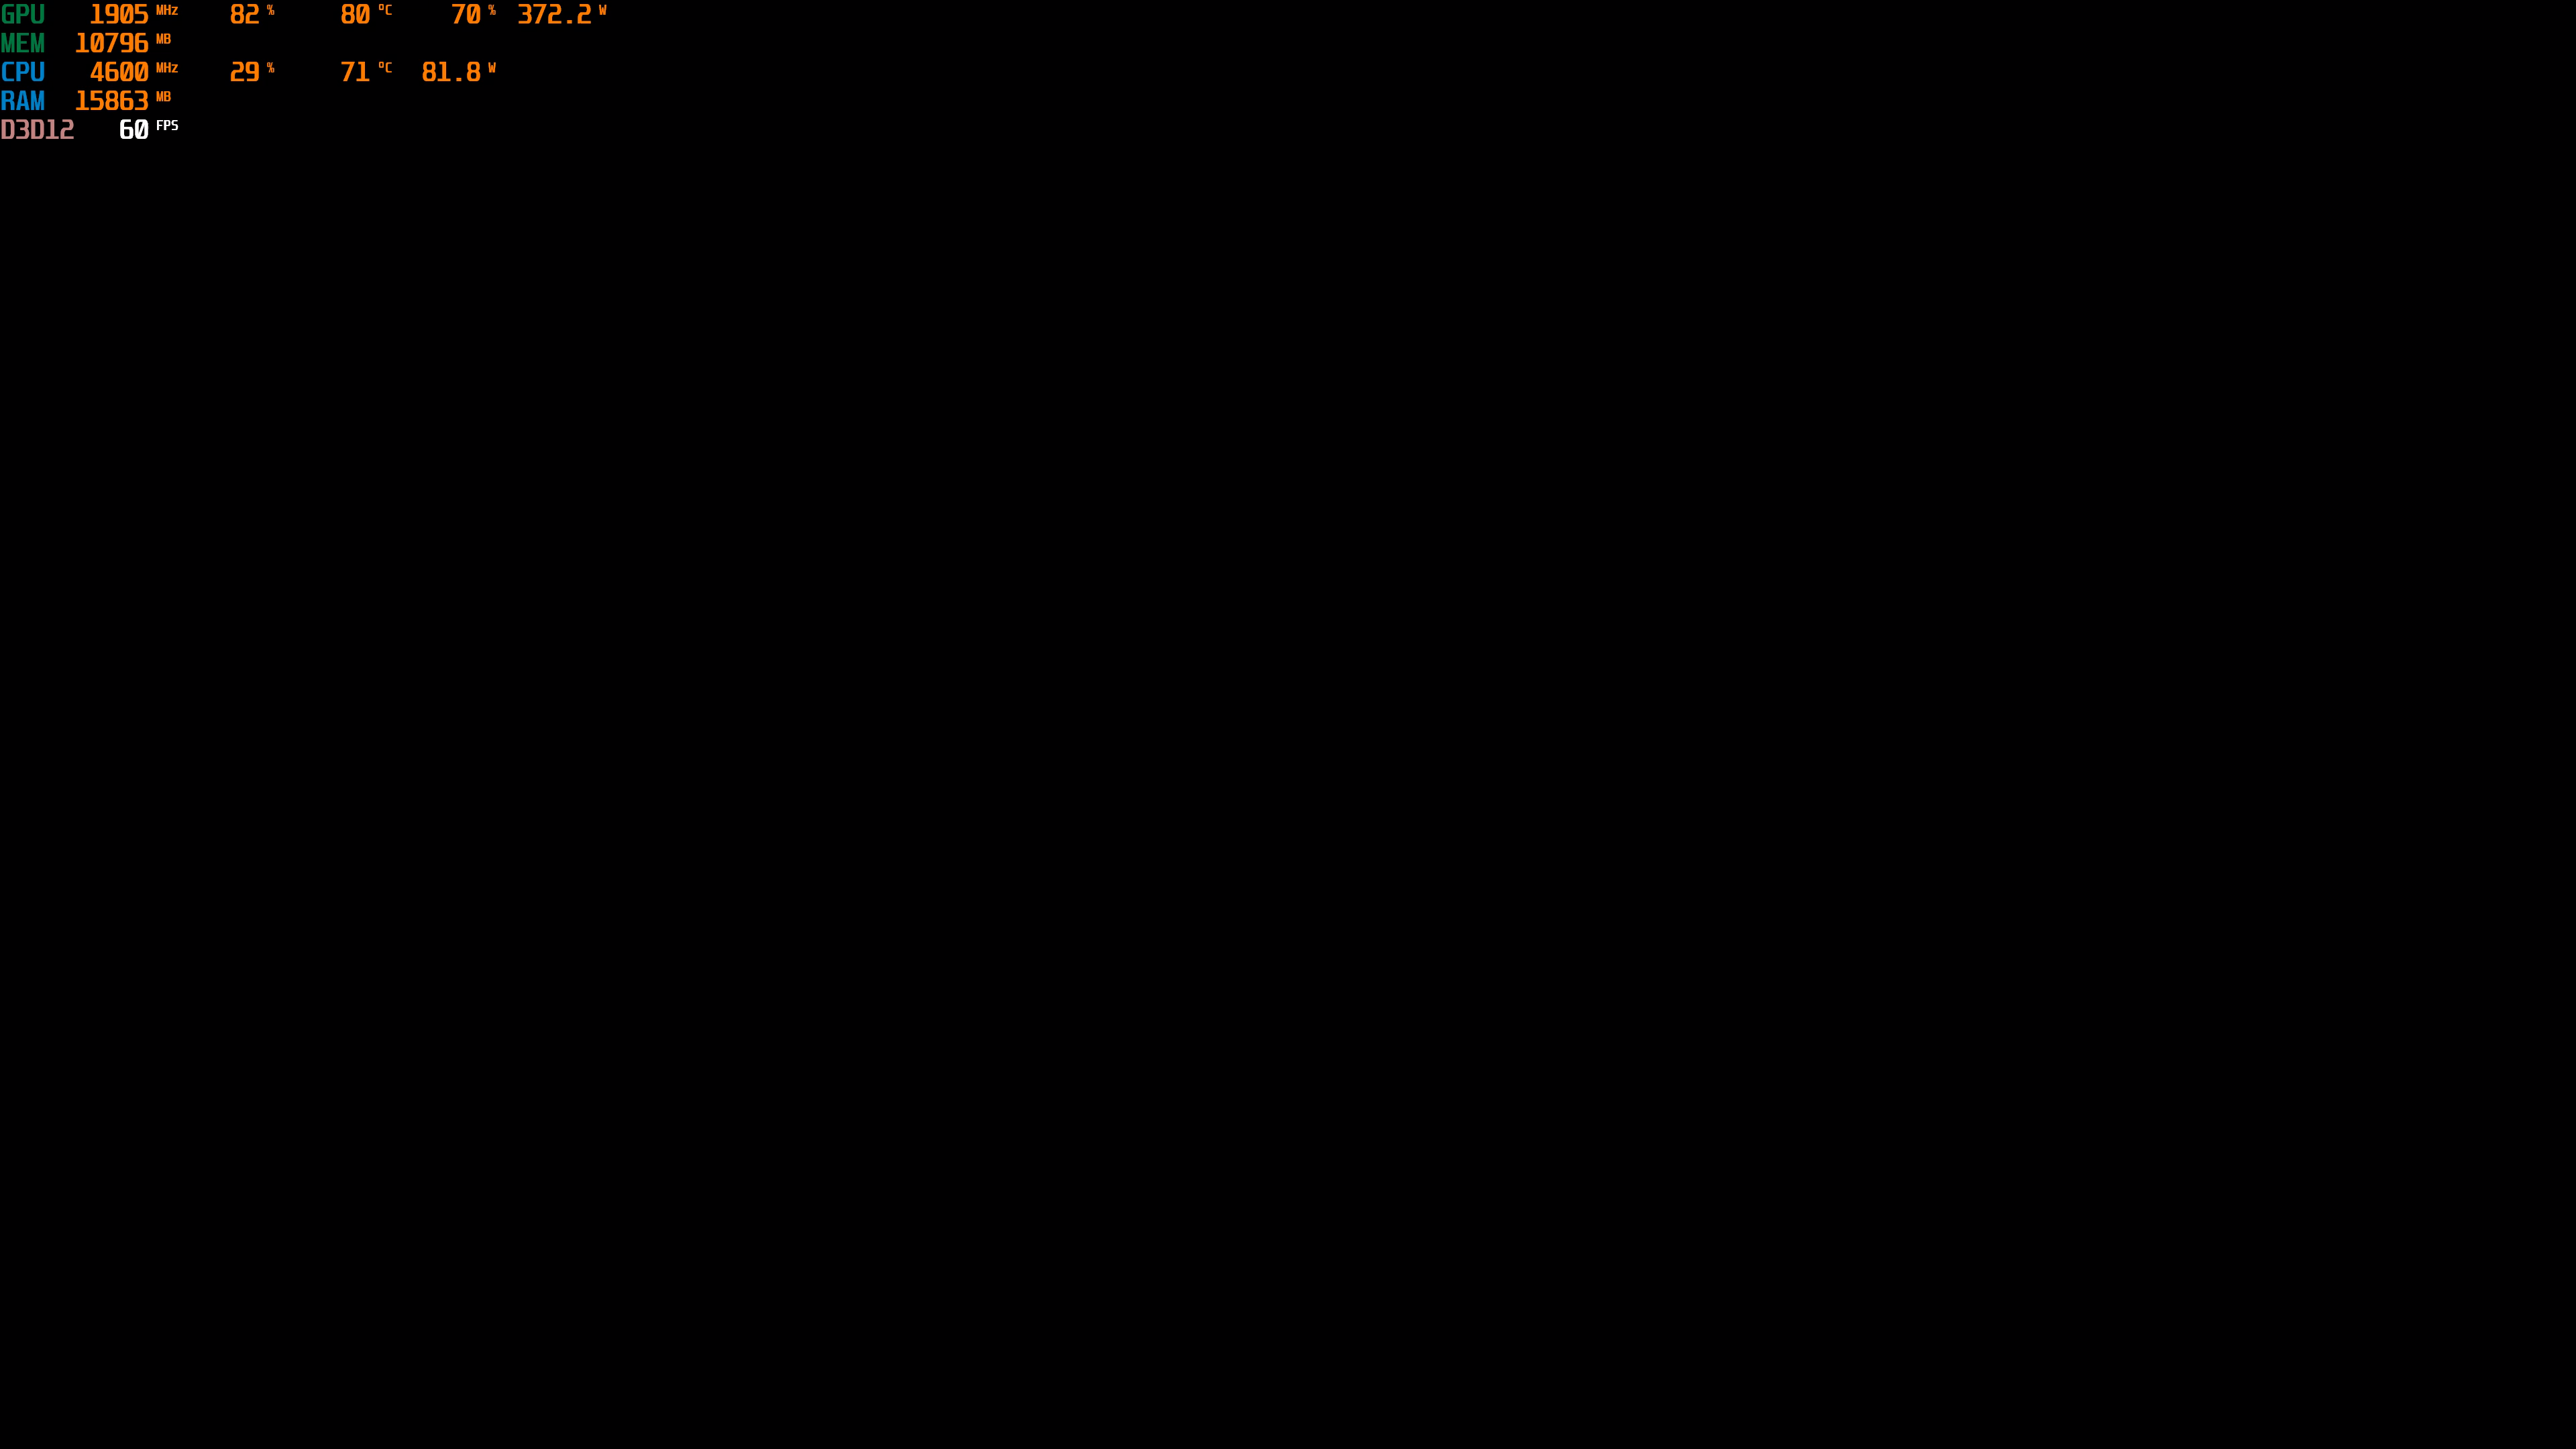 GPU 1905 MHz 82 % 80 °C 70 % 372.2 W
MEM 10796 MB
CPU 4600 MHz 29 % 71 °C 81.8 W
RAM 15863 MB
D3D12 60 FPS